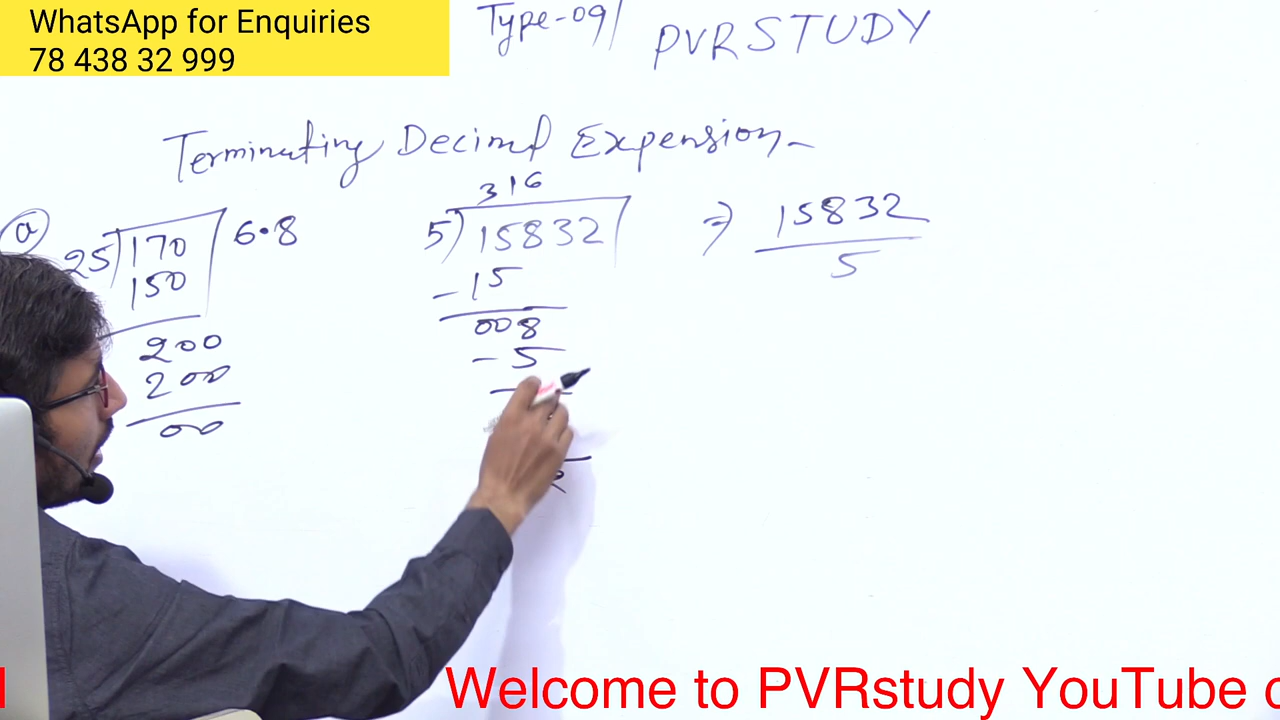 WhatsApp for Enquiries
78 438 32 999
Type-09
PVRSTUDY
Terminating Decimal Expension
a
25 170 6.8
150
200
200
00
316
5 15832
-15
008
-5
2
⇒ 15832
5
Welcome to PVRstudy YouTube